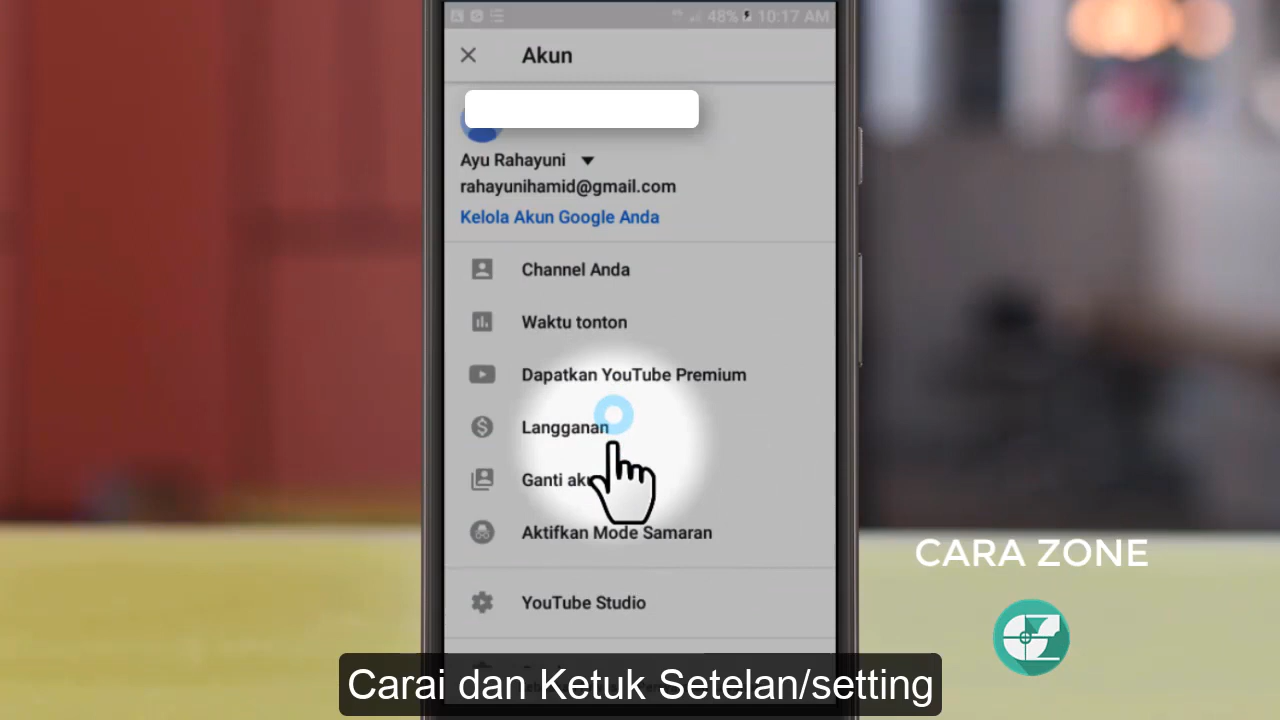 48% 10:17 AM
Akun
Ayu Rahayuni
rahayunihamid@gmail.com
Kelola Akun Google Anda
Channel Anda
Waktu tonton
Dapatkan YouTube Premium
Langganan
Ganti
Aktifkan Mode Samaran
YouTube Studio
CARA ZONE
Carai dan Ketuk Setelan/setting